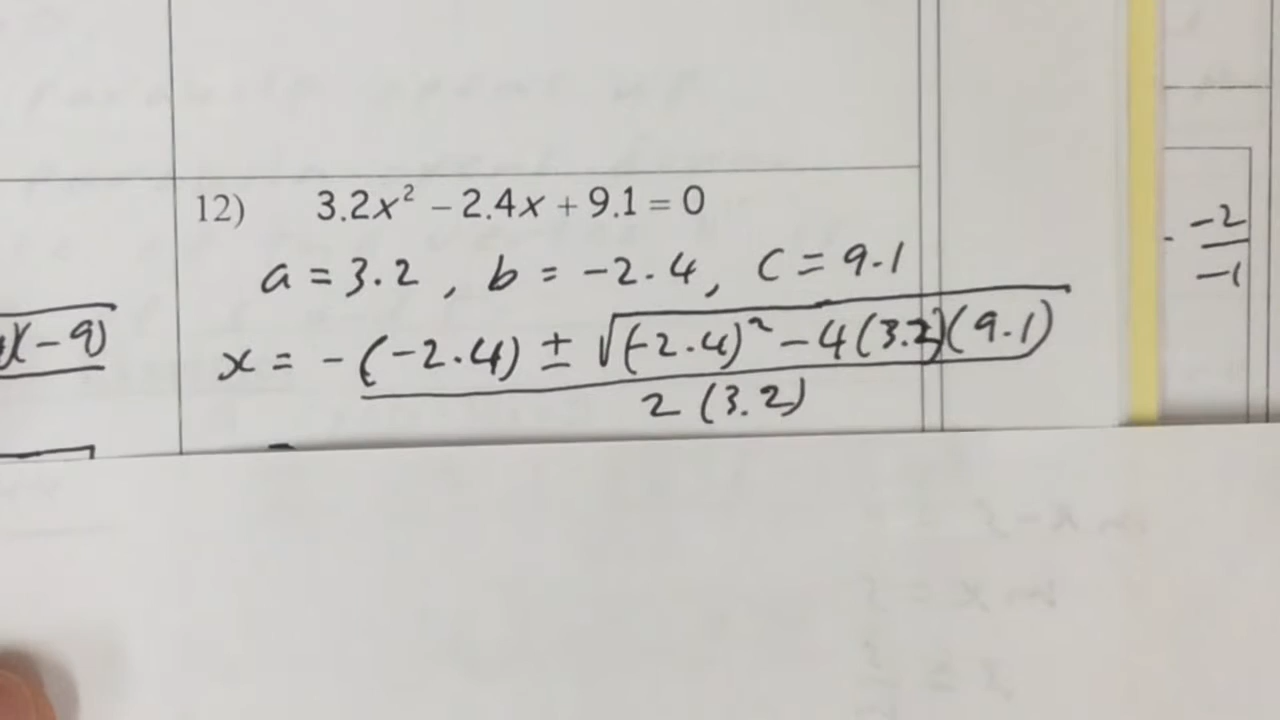 12) 3.2x² – 2.4x + 9.1 = 0
a = 3.2 , b = -2.4, c = 9.1
x = -(-2.4) ± √(-2.4)² - 4(3.2)(9.1)
2(3.2)
)(-9)
-2
-1